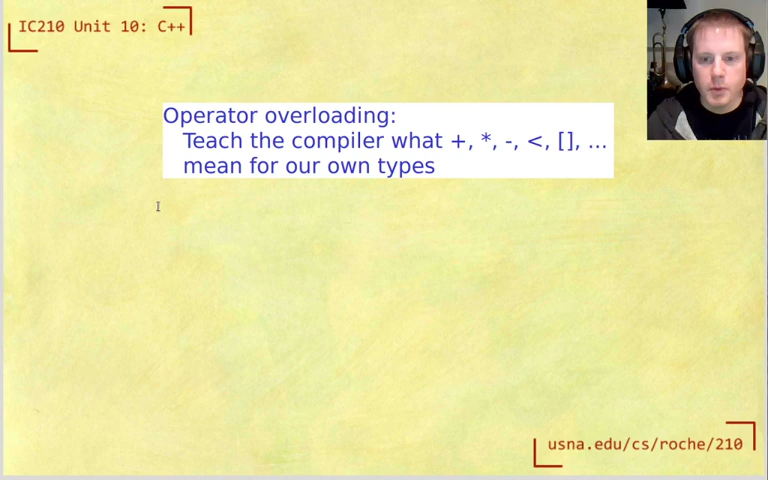 IC210 Unit 10: C++
Operator overloading:
Teach the compiler what +, *, -, <, [], ...
mean for our own types
usna.edu/cs/roche/210